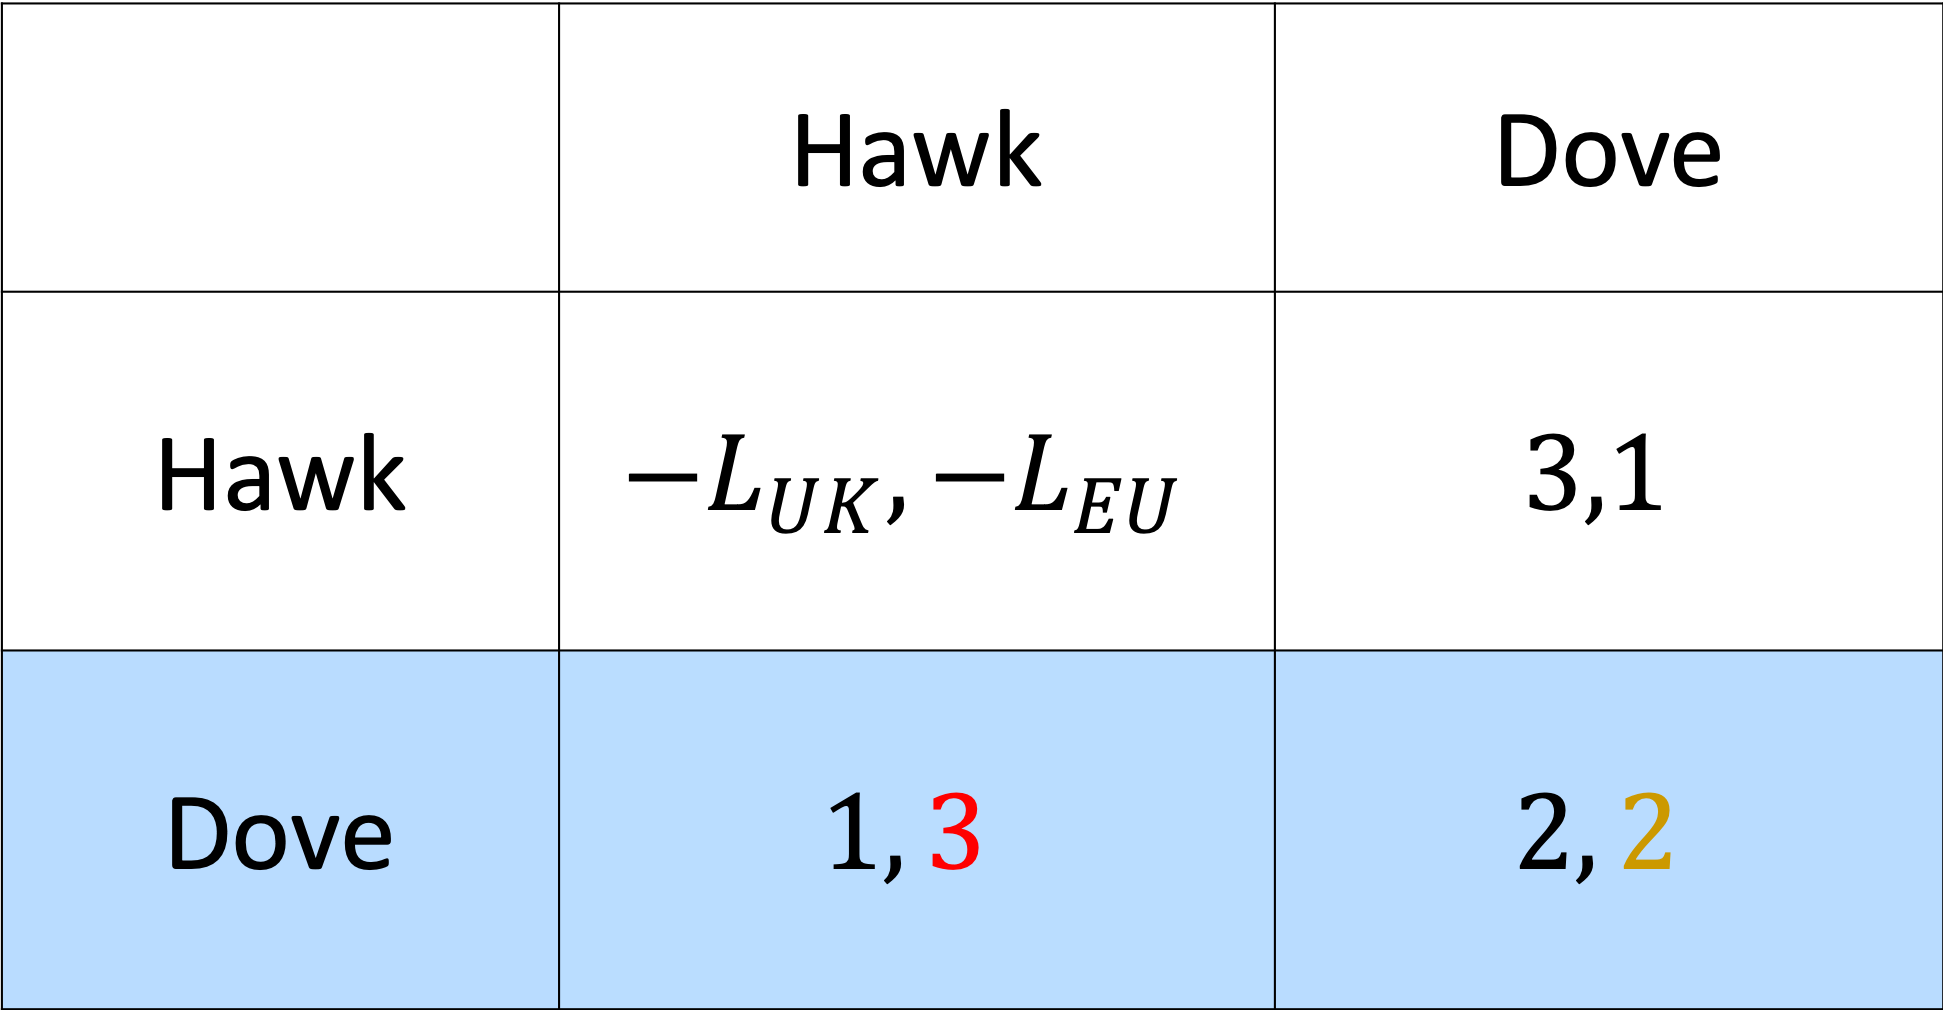 Hawk Dove
Hawk −L_UK, −L_EU 3,1
Dove 1, 3 2, 2